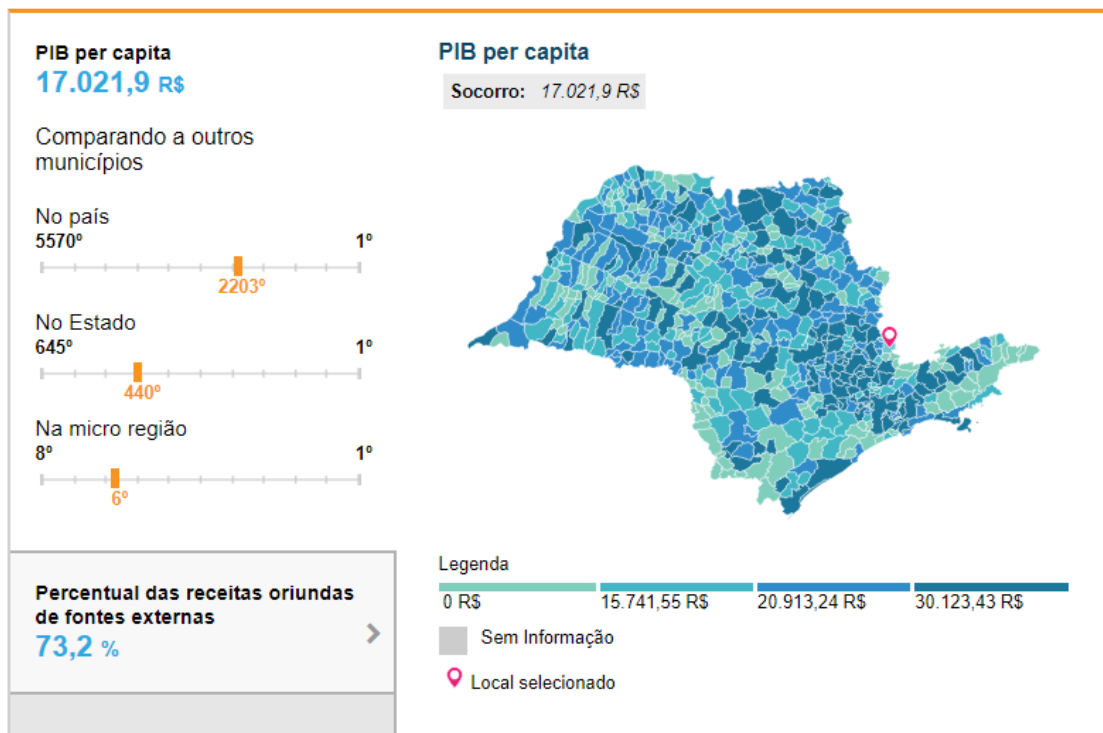 PIB per capita
17.021,9 R$
Comparando a outros
municípios
No país
5570º 1º
2203º
No Estado
645º 1º
440º
Na micro região
8º 1º
6º
Percentual das receitas oriundas
de fontes externas
73,2 %
PIB per capita
Socorro: 17.021,9 R$
Legenda
0 R$ 15.741,55 R$ 20.913,24 R$ 30.123,43 R$
Sem Informação
Local selecionado